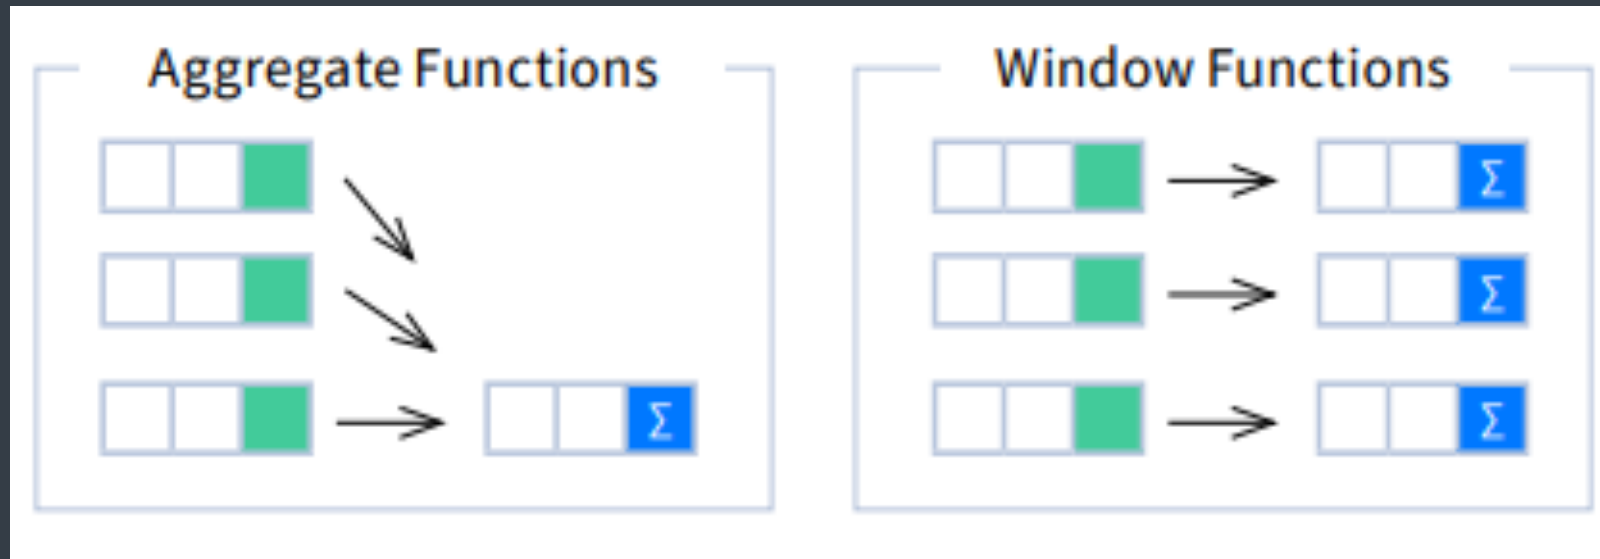 Aggregate Functions
Window Functions
Σ
Σ
Σ
Σ